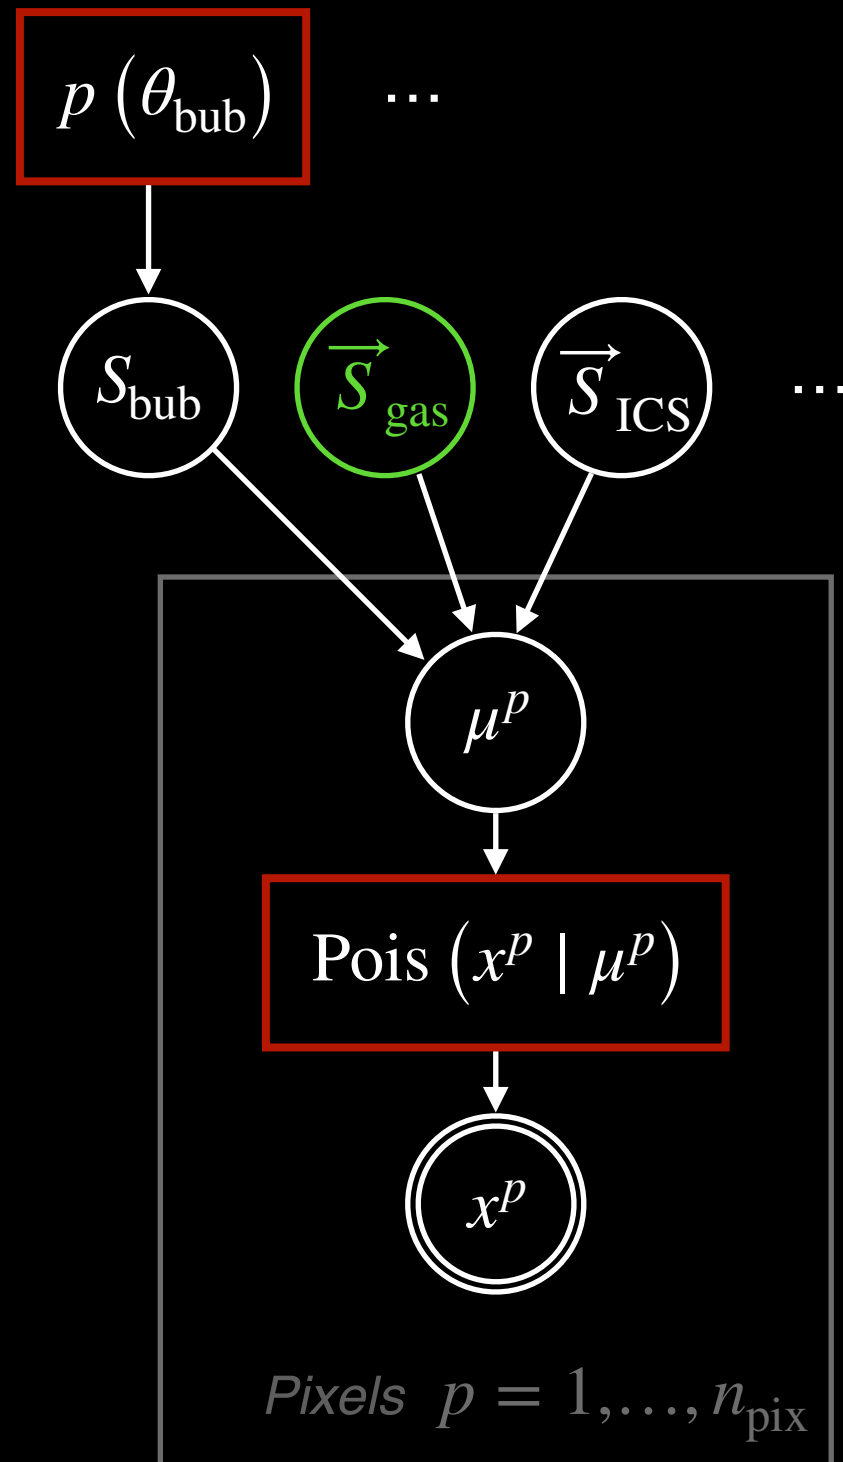 p (θ_bub) ...
S_bub S⃗_gas S⃗_ICS ...
μ^p
Pois (x^p | μ^p)
x^p
Pixels p = 1,…, n_pix